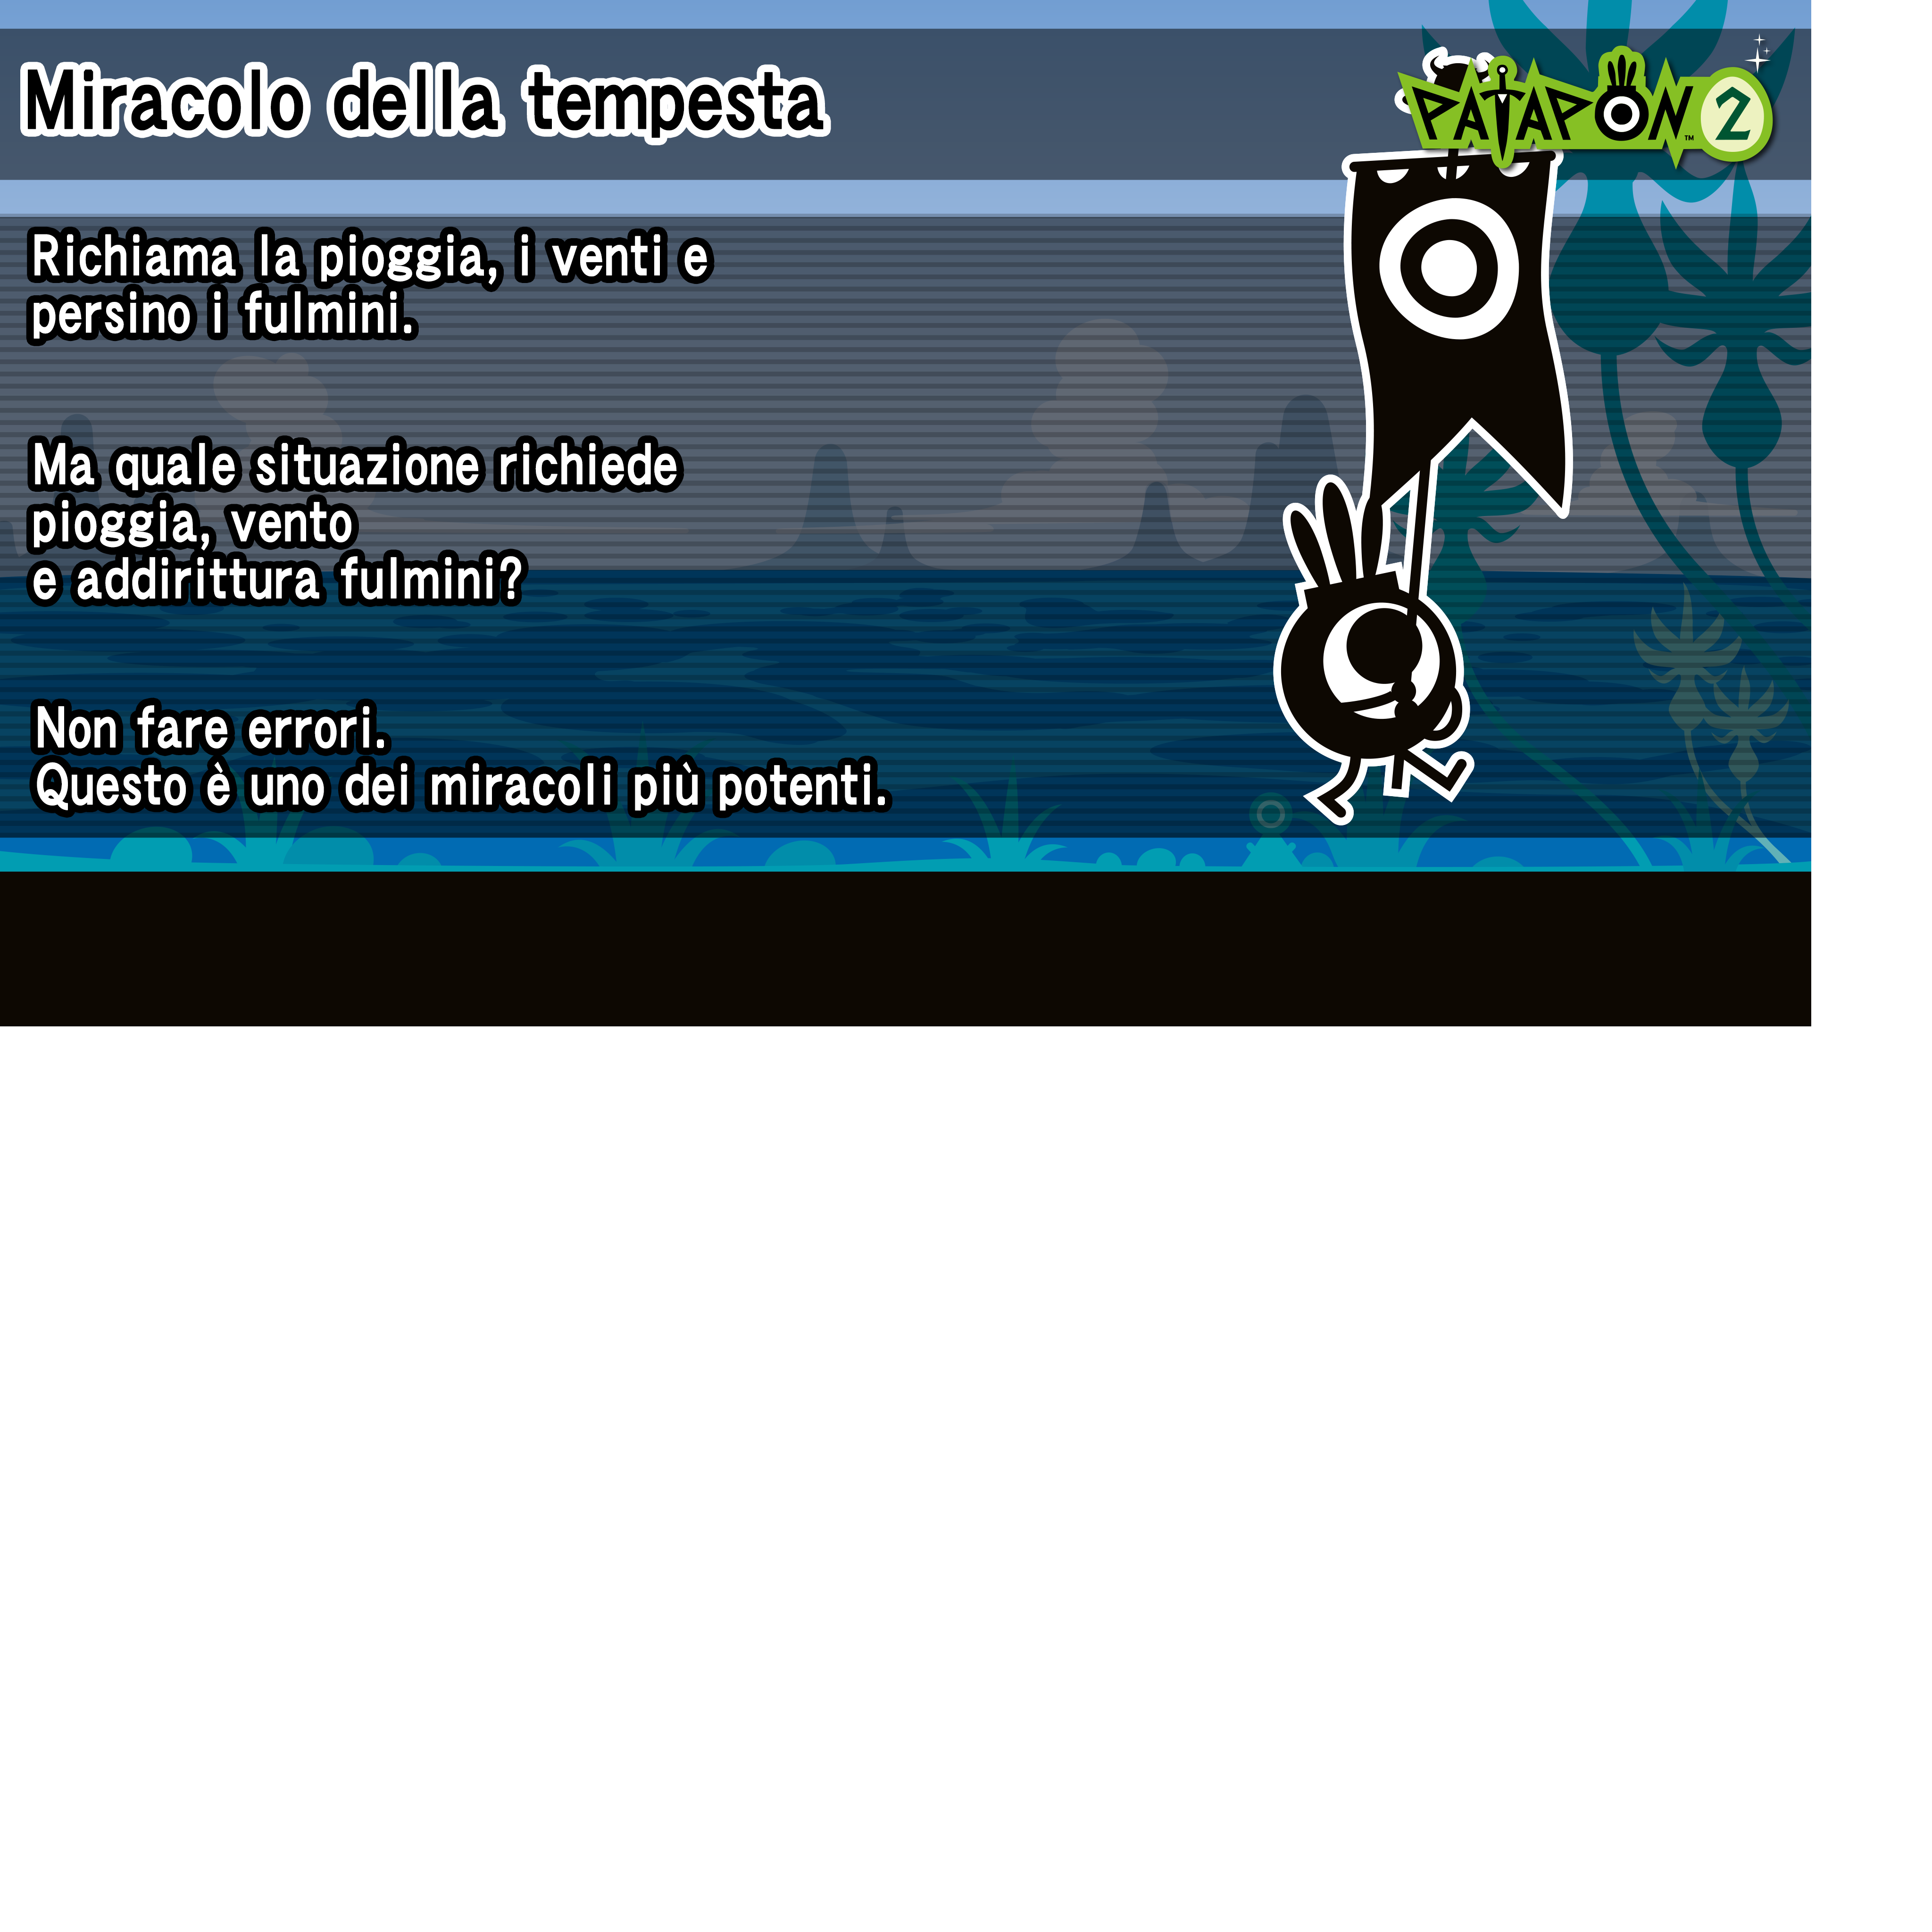 Miracolo della tempesta
PATAPON 2
TM
Richiama la pioggia, i venti e
persino i fulmini.
Ma quale situazione richiede
pioggia, vento
e addirittura fulmini?
Non fare errori.
Questo è uno dei miracoli più potenti.